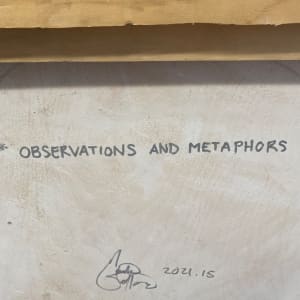 * OBSERVATIONS AND METAPHORS
2021.15